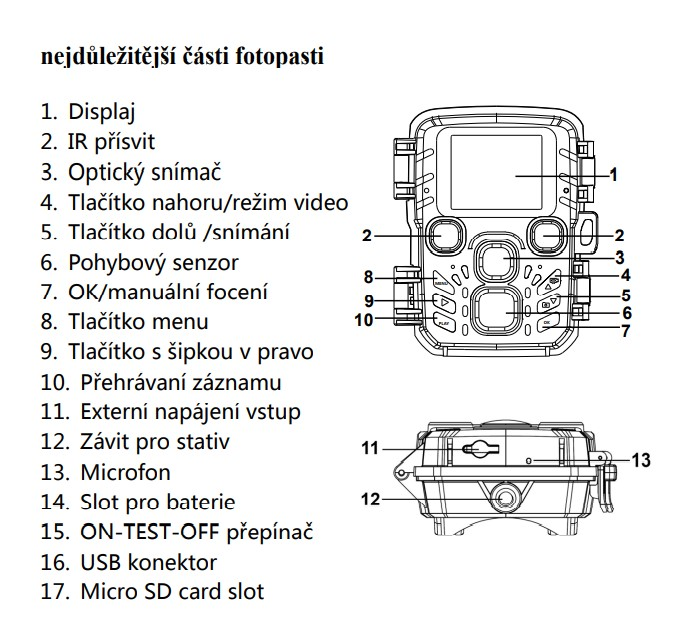 nejdůležitější části fotopasti
1. Displaj
2. IR přísvit
3. Optický snímač
4. Tlačítko nahoru/režim video
5. Tlačítko dolů /snímání
6. Pohybový senzor
7. OK/manuální focení
8. Tlačítko menu
9. Tlačítko s šipkou v pravo
10. Přehrávaní záznamu
11. Externí napájení vstup
12. Závit pro stativ
13. Microfon
14. Slot pro baterie
15. ON-TEST-OFF přepínač
16. USB konektor
17. Micro SD card slot
1
2 2
3
8 MENU 4
9 5
10 PLAY OK 6
7
11 13
12